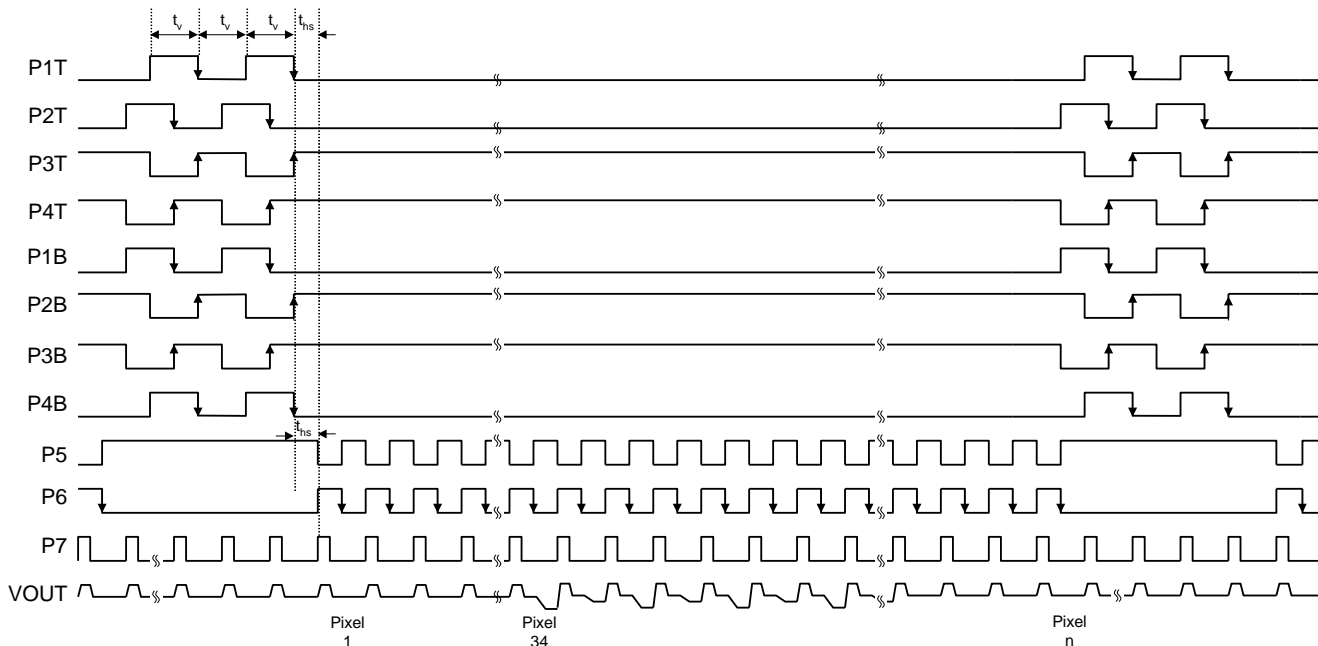 tv tv tv ths
P1T
P2T
P3T
P4T
P1B
P2B
P3B
P4B
ths
P5
P6
P7
VOUT
Pixel
1
Pixel
34
Pixel
n